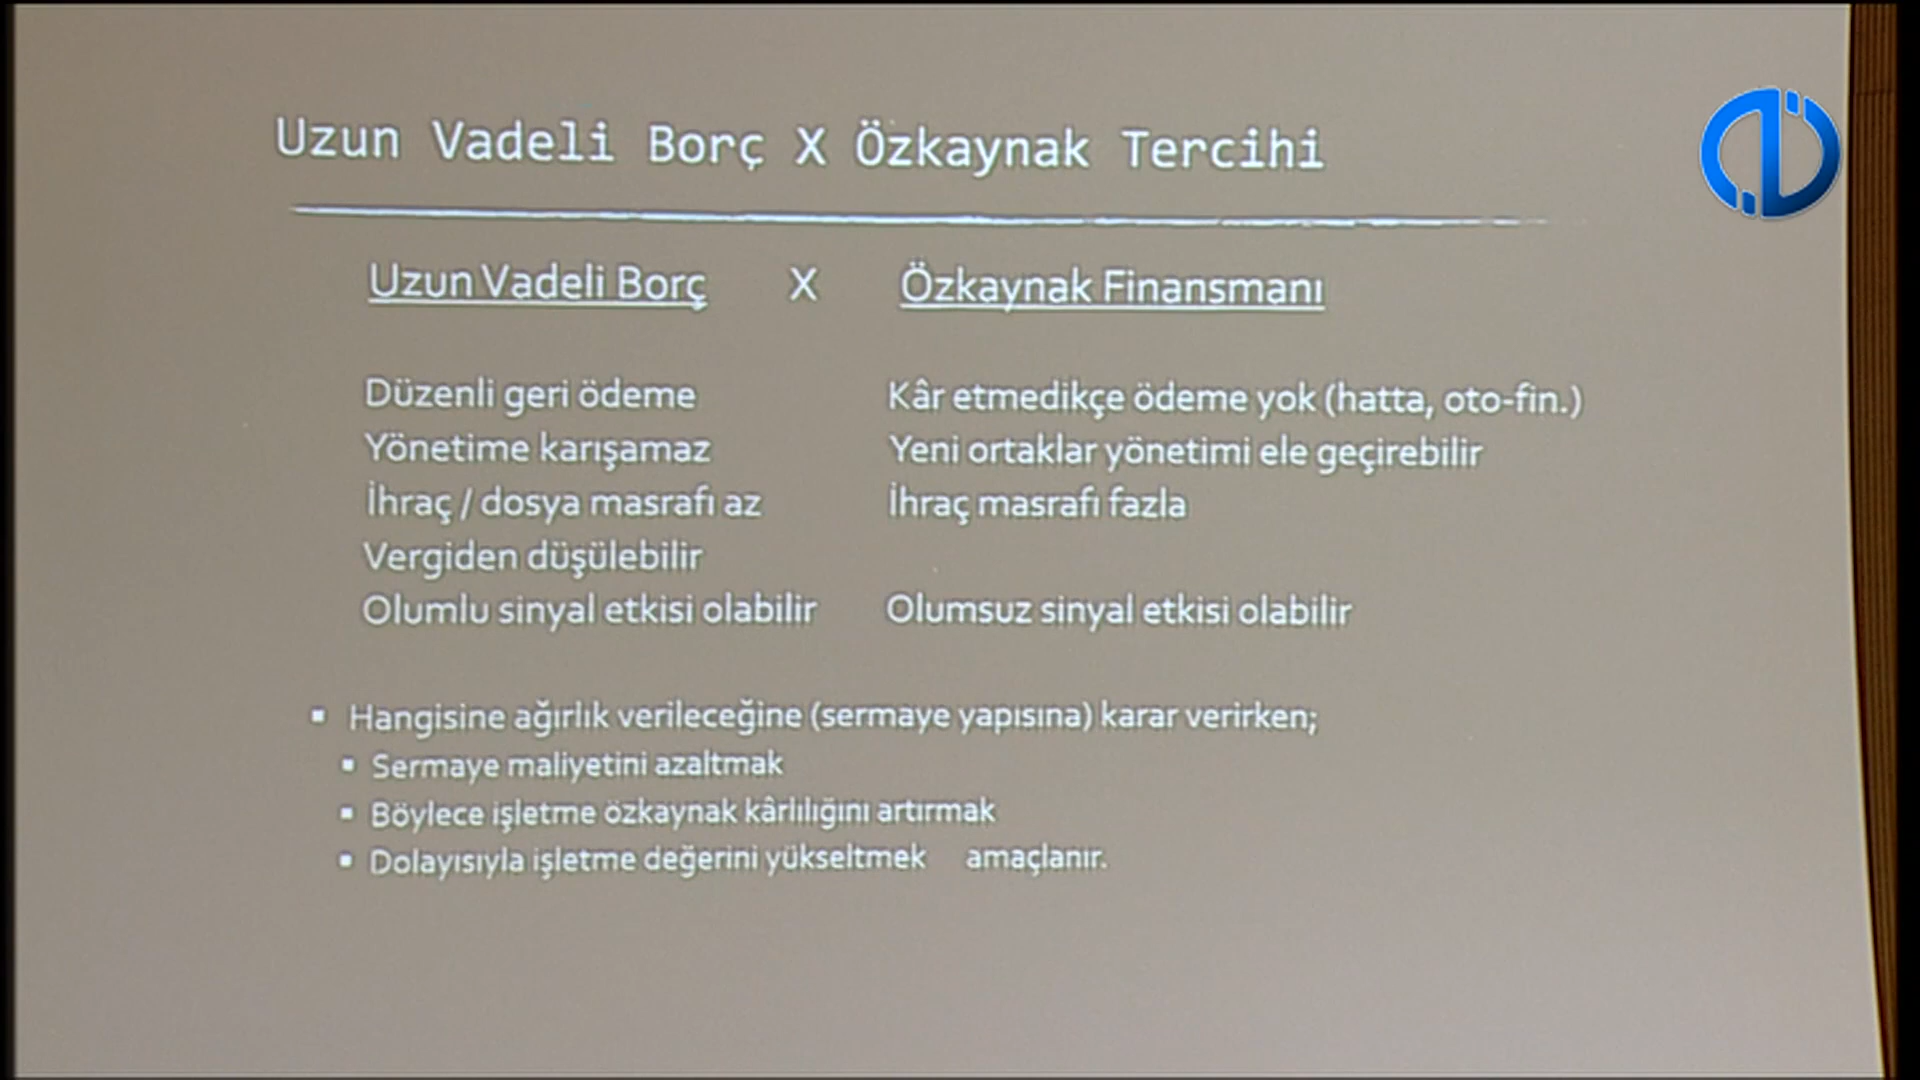 Uzun Vadeli Borç X Özkaynak Tercihi
Uzun Vadeli Borç X Özkaynak Finansmanı
Düzenli geri ödeme Kâr etmedikçe ödeme yok (hatta, oto-fin.)
Yönetime karışamaz Yeni ortaklar yönetimi ele geçirebilir
İhraç / dosya masrafı az İhraç masrafı fazla
Vergiden düşülebilir
Olumlu sinyal etkisi olabilir Olumsuz sinyal etkisi olabilir
▪ Hangisine ağırlık verileceğine (sermaye yapısına) karar verirken;
▪ Sermaye maliyetini azaltmak
▪ Böylece işletme özkaynak kârlılığını artırmak
▪ Dolayısıyla işletme değerini yükseltmek amaçlanır.